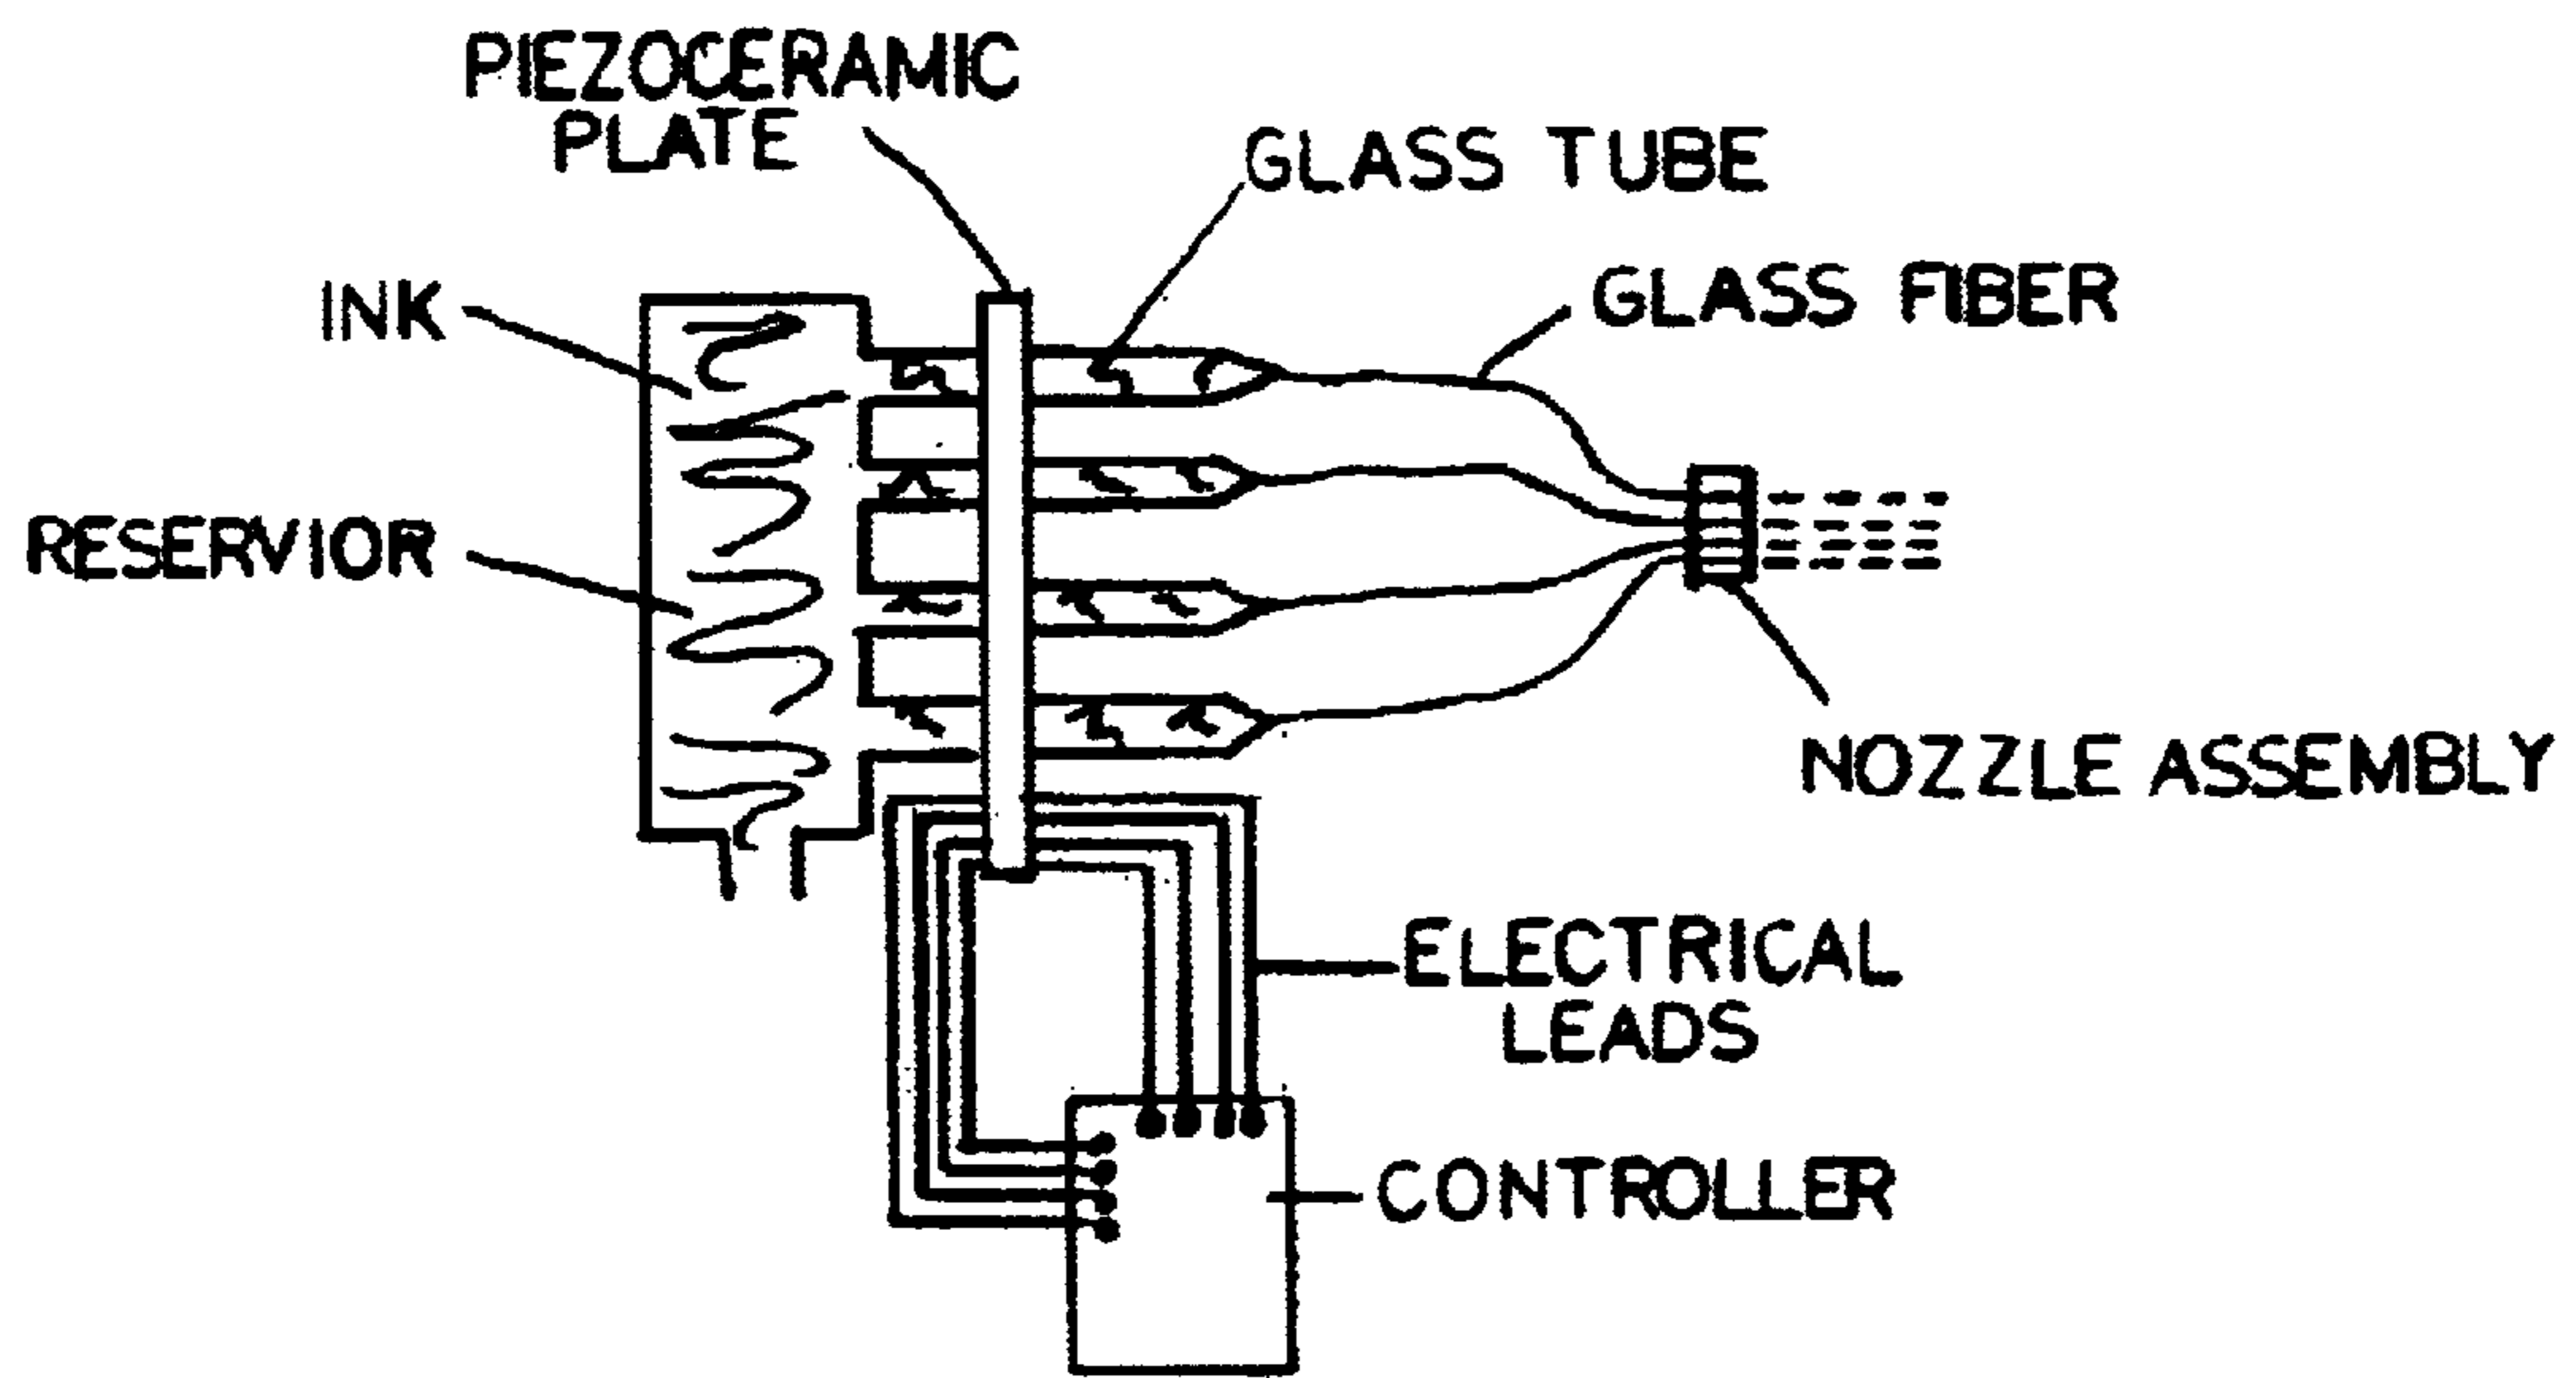 PIEZOCERAMIC
PLATE
GLASS TUBE
GLASS FIBER
INK
RESERVIOR
NOZZLE ASSEMBLY
ELECTRICAL
LEADS
CONTROLLER